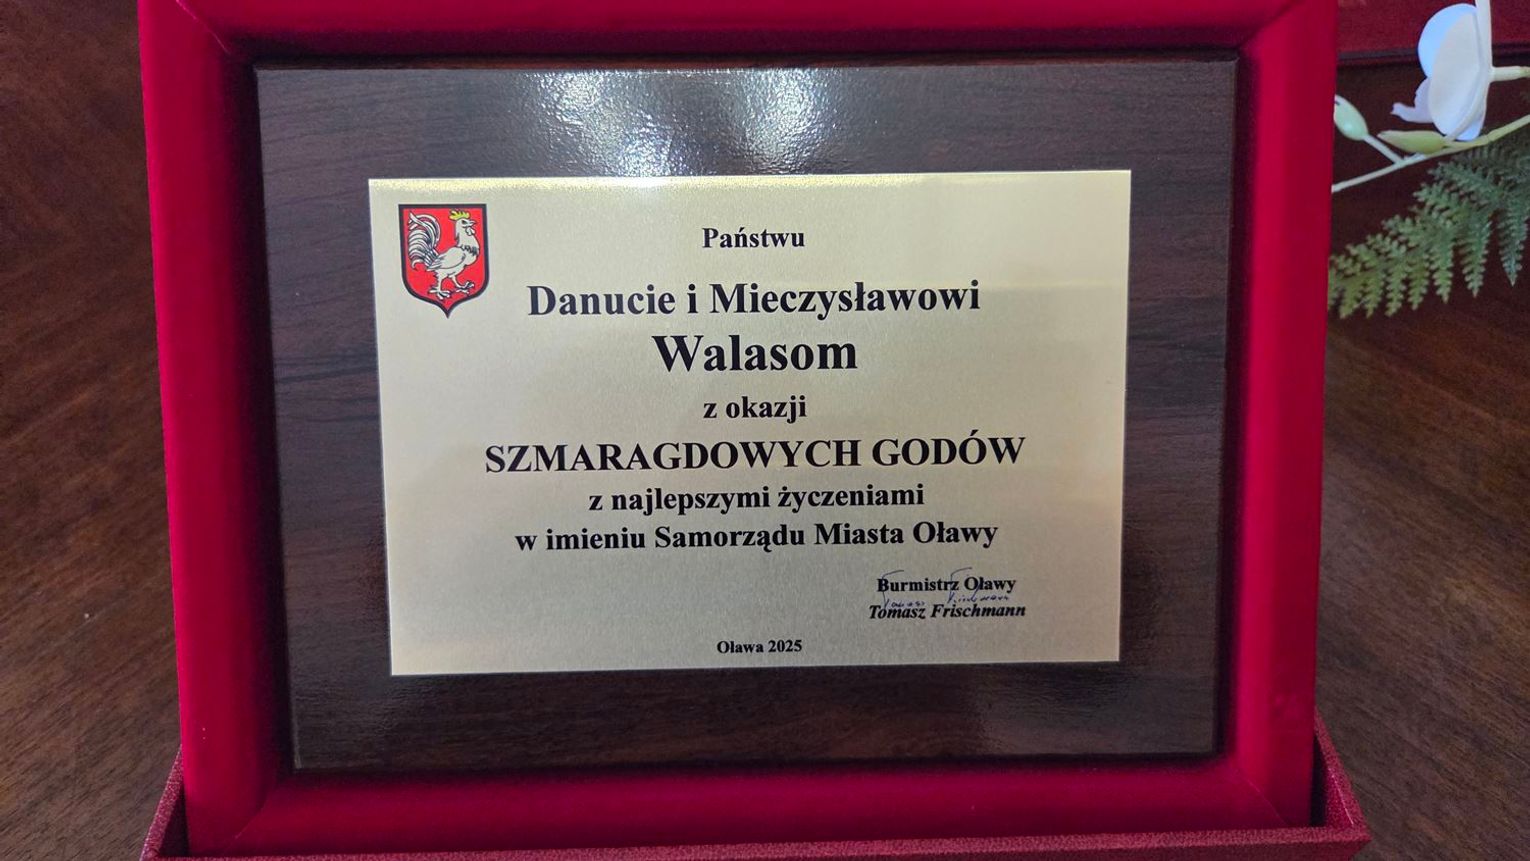 Państwu
Danucie i Mieczysławowi
Walasom
z okazji
SZMARAGDOWYCH GODÓW
z najlepszymi życzeniami
w imieniu Samorządu Miasta Oławy
Burmistrz Oławy
Tomasz Frischmann
Oława 2025